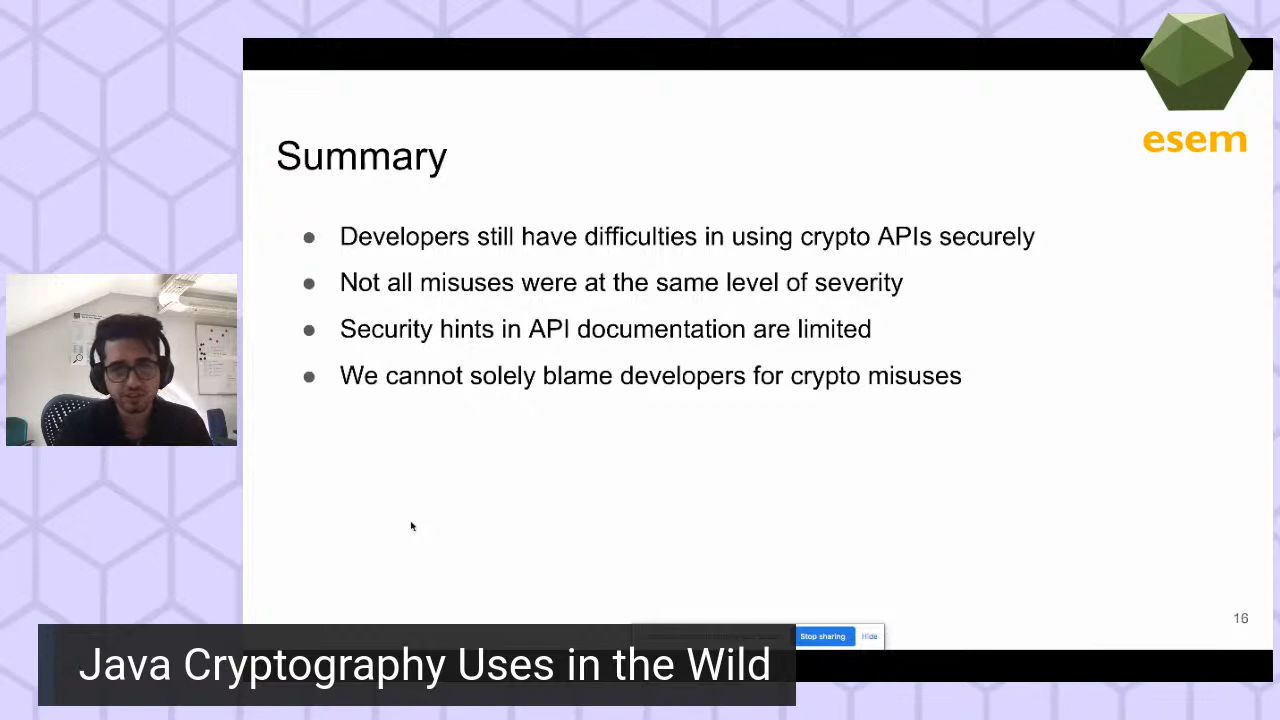 esem
Summary
● Developers still have difficulties in using crypto APIs securely
● Not all misuses were at the same level of severity
● Security hints in API documentation are limited
● We cannot solely blame developers for crypto misuses
16
Stop sharing
Hide
Java Cryptography Uses in the Wild